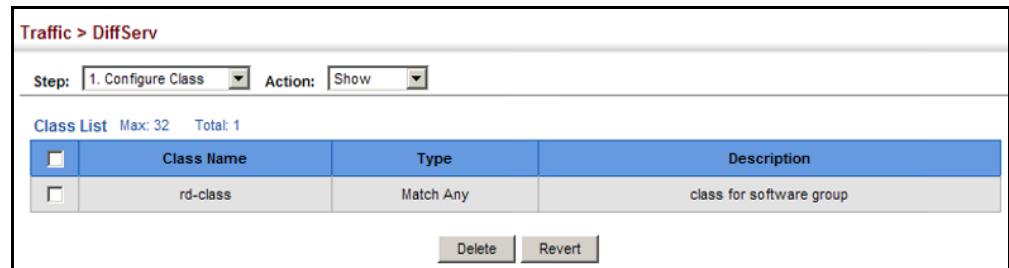 Traffic > DiffServ
Step: 1. Configure Class Action: Show
Class List Max: 32 Total: 1
Class Name Type Description
rd-class Match Any class for software group
Delete Revert